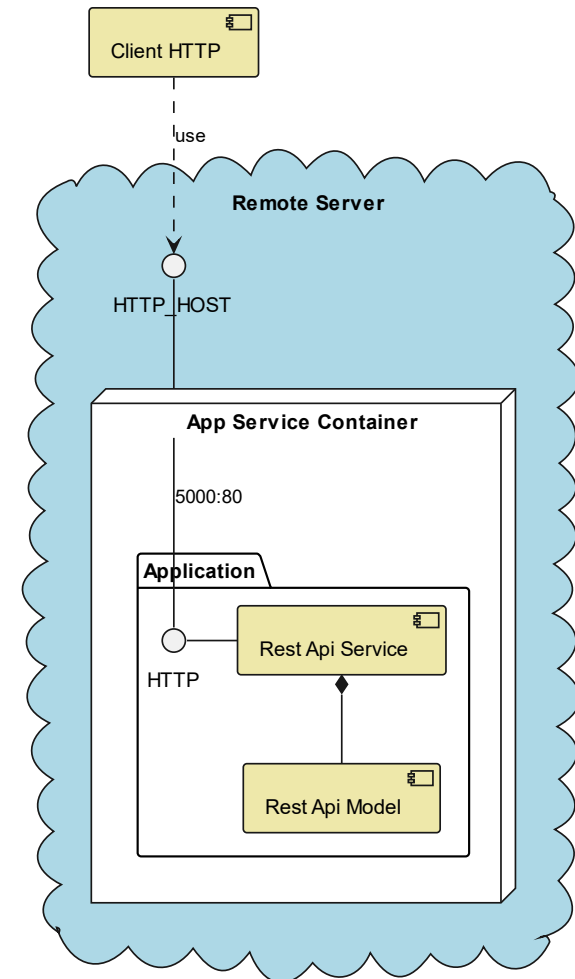 Client HTTP
use
Remote Server
HTTP_HOST
App Service Container
5000:80
Application
Rest Api Service
HTTP
Rest Api Model